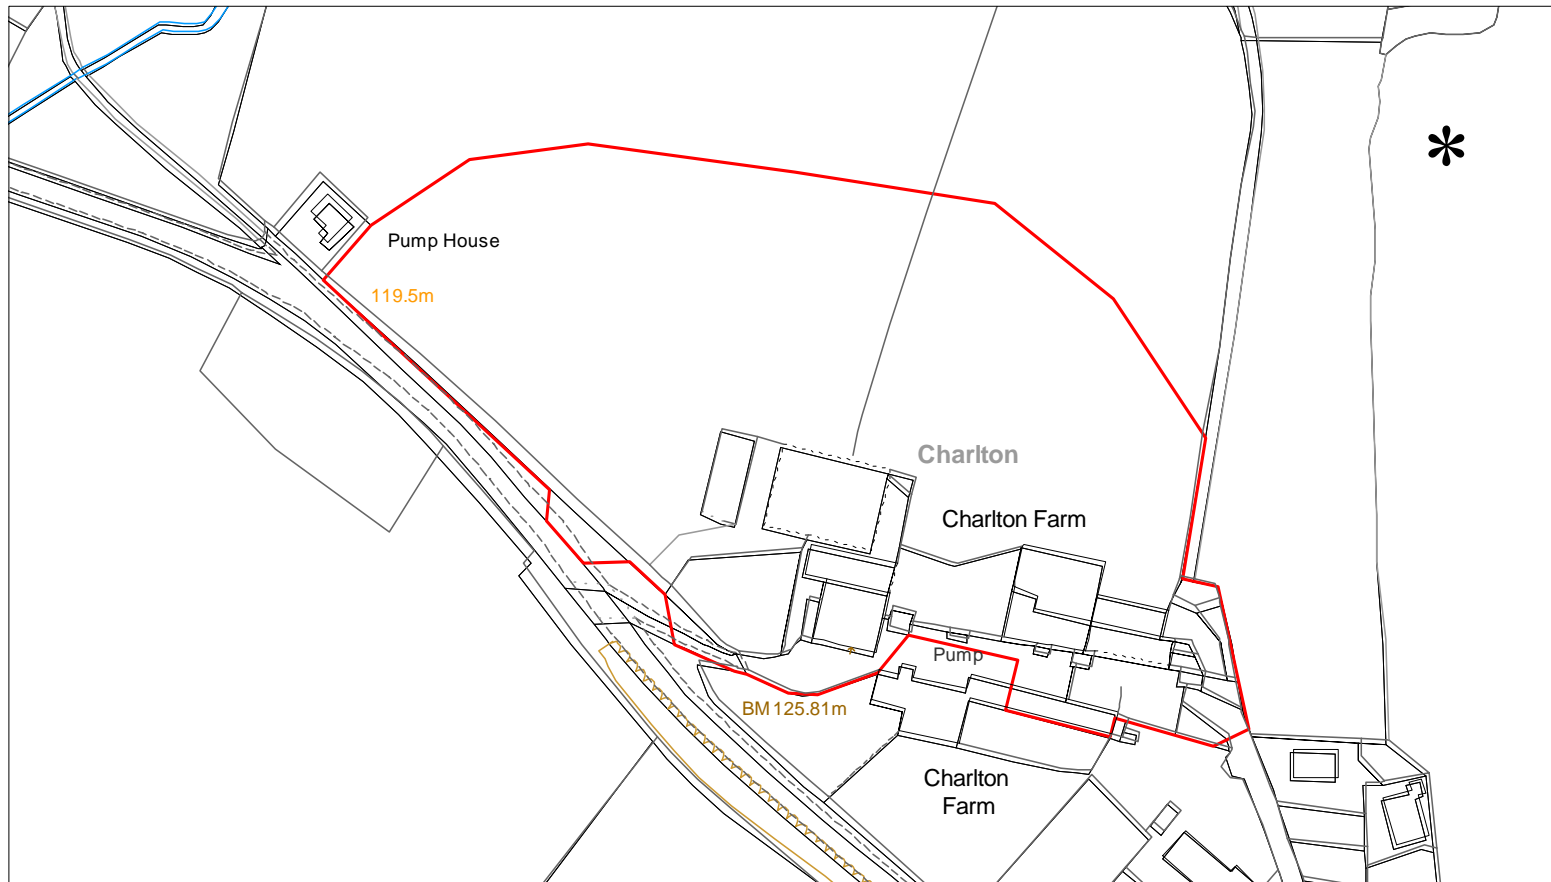 *
Pump House
119.5m
Charlton
Charlton Farm
Pump
BM 125.81m
Charlton
Farm